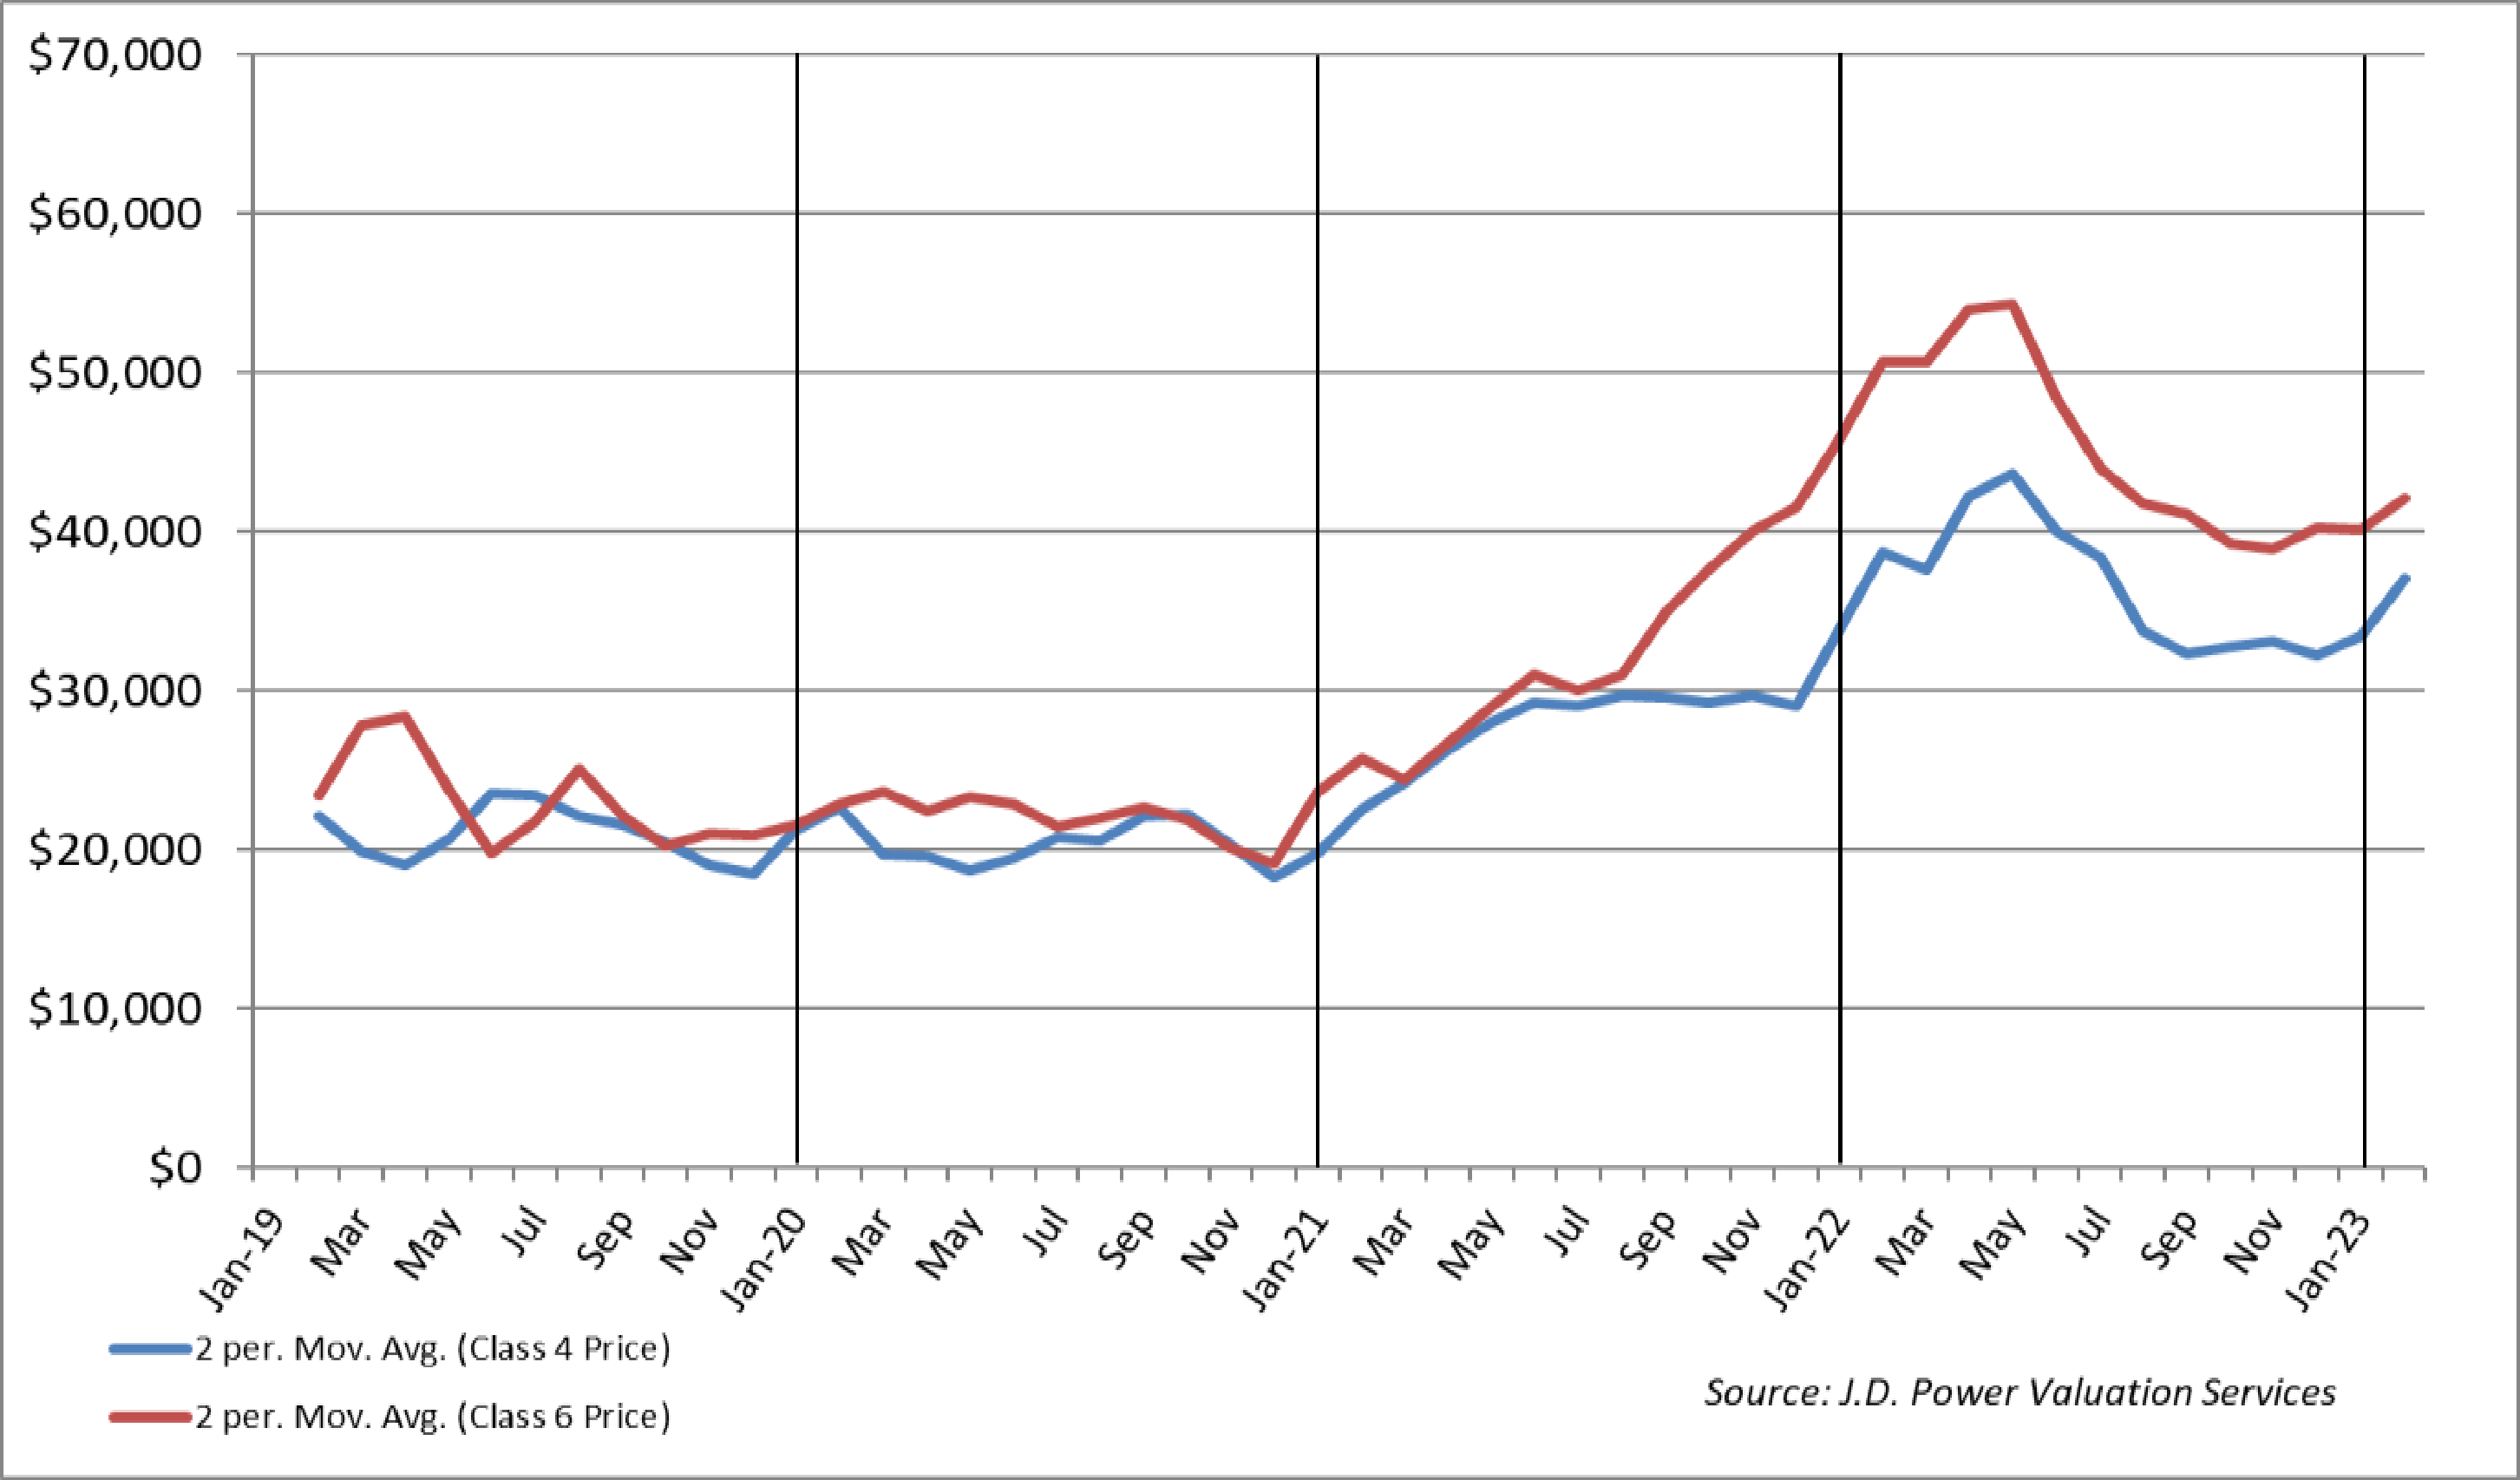 $70,000
$60,000
$50,000
$40,000
$30,000
$20,000
$10,000
$0
Jan-19 Mar May Jul Sep Nov Jan-20 Mar May Jul Sep Nov Jan-21 Mar May Jul Sep Nov Jan-22 Mar May Jul Sep Nov Jan-23
2 per. Mov. Avg. (Class 4 Price)
Source: J.D. Power Valuation Services
2 per. Mov. Avg. (Class 6 Price)